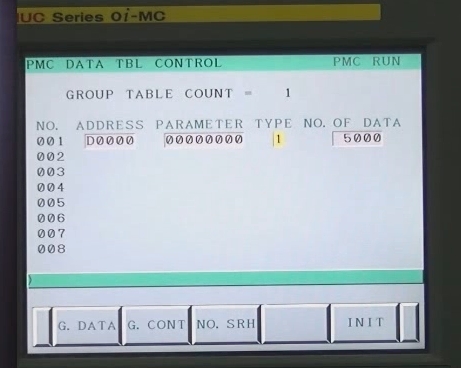 UC Series 0i-MC
PMC DATA TBL CONTROL PMC RUN
GROUP TABLE COUNT = 1
NO. ADDRESS PARAMETER TYPE NO. OF DATA
001 D0000 00000000 1 5000
002
003
004
005
006
007
008
)
G. DATA G. CONT NO. SRH INIT